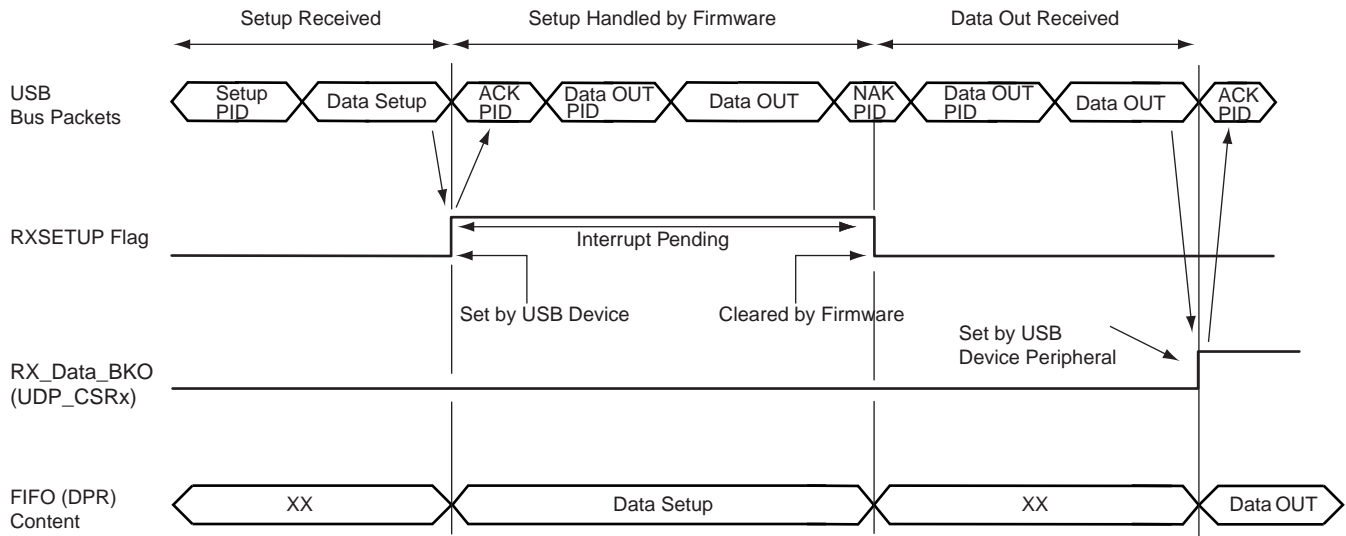 Setup Received
Setup Handled by Firmware
Data Out Received
USB
Bus Packets
Setup
PID
Data Setup
ACK
PID
Data OUT
PID
Data OUT
NAK
PID
Data OUT
PID
Data OUT
ACK
PID
RXSETUP Flag
Interrupt Pending
Set by USB Device
Cleared by Firmware
Set by USB
Device Peripheral
RX_Data_BKO
(UDP_CSRx)
FIFO (DPR)
Content
XX
Data Setup
XX
Data OUT